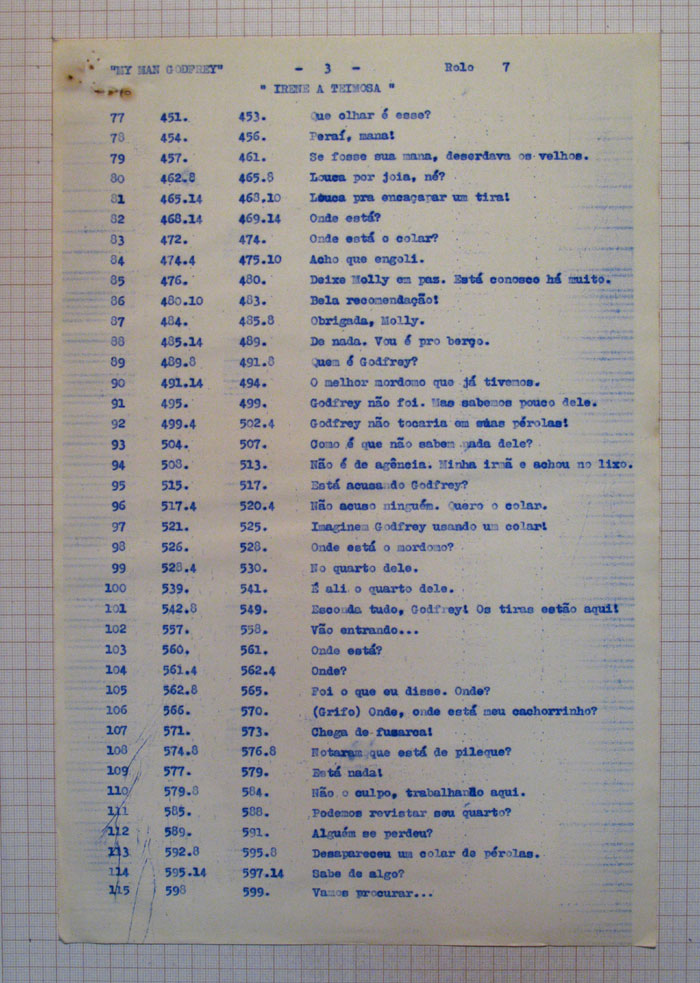 "MY MAN GODFREY" - 3 - Rolo 7
" IRENE A TEIMOSA "
77 451. 453. Que olhar é esse?
78 454. 456. Peraí, mana!
79 457. 461. Se fosse sua mana, deserdava os velhos.
80 462.8 465.8 Louca por joia, né?
81 465.14 468.10 Louca pra encaçapar um tira!
82 468.14 469.14 Onde está?
83 472. 474. Onde está o colar?
84 474.4 475.10 Acho que engoli.
85 476. 480. Deixe Molly em paz. Está conosco há muito.
86 480.10 483. Bela recomendação!
87 484. 485.8 Obrigada, Molly.
88 485.14 489. De nada. Vou é pro berço.
89 489.8 491.8 Quem é Godfrey?
90 491.14 494. O melhor mordomo que já tivemos.
91 495. 499. Godfrey não foi. Mas sabemos pouco dele.
92 499.4 502.4 Godfrey não tocaria em suas pérolas!
93 504. 507. Como é que não sabem nada dele?
94 508. 513. Não é de agência. Minha irmã e achou no lixo.
95 515. 517. Está acusando Godfrey?
96 517.4 520.4 Não acuso ninguém. Quero o colar.
97 521. 525. Imaginem Godfrey usando um colar!
98 526. 528. Onde está o mordomo?
99 528.4 530. No quarto dele.
100 539. 541. É ali o quarto dele.
101 542.8 549. Esconda tudo, Godfrey! Os tiras estão aqui!
102 557. 558. Vão entrando...
103 560. 561. Onde está?
104 561.4 562.4 Onde?
105 562.8 565. Foi o que eu disse. Onde?
106 566. 570. (Grifo) Onde, onde está meu cachorrinho?
107 571. 573. Chega de fusarca!
108 574.8 576.8 Notaram que está de pileque?
109 577. 579. Está nada!
110 579.8 584. Não o culpo, trabalhando aqui.
111 585. 588. Podemos revistar seu quarto?
112 589. 591. Alguém se perdeu?
113 592.8 595.8 Desapareceu um colar de pérolas.
114 595.14 597.14 Sabe de algo?
115 598 599. Vamos procurar...